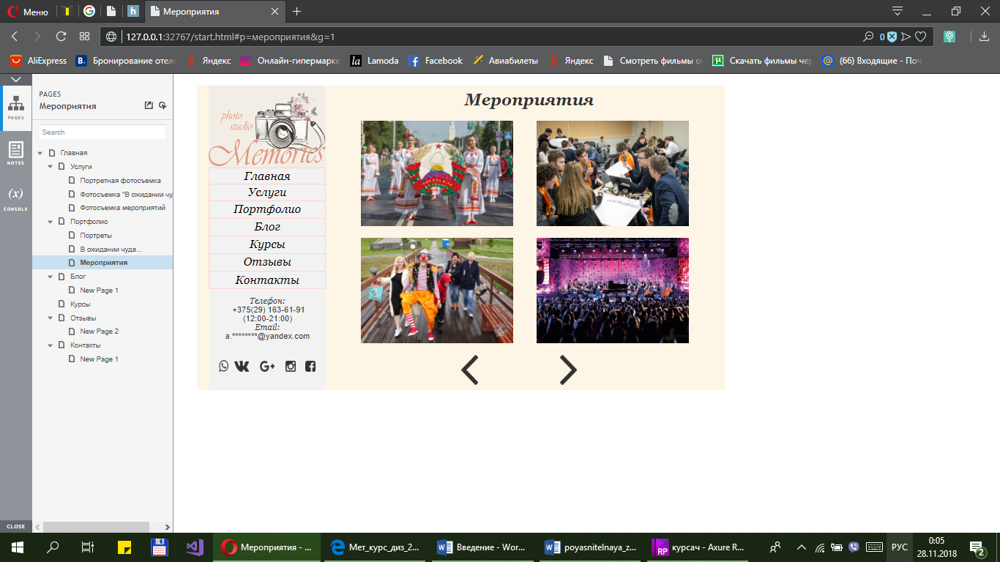 Меню
Мероприятия
127.0.0.1:32767/start.html#p=мероприятия&g=1
0
AliExpress
B.
Бронирование отеле
Я
Яндекс
Онлайн-гипермарке
la
Lamoda
Facebook
Авиабилеты
Я
Яндекс
Смотреть фильмы о
Скачать фильмы чер
(66) Входящие - Поч
PAGES
NOTES
(x)
CONSOLE
CLOSE
PAGES
Мероприятия
Search
Главная
Услуги
Портретная фотосъемка
Фотосъемка "В ожидании чу
Фотосъемка мероприятий
Портфолио
Портреты
В ожидании чуда...
Мероприятия
Блог
New Page 1
Курсы
Отзывы
New Page 2
Контакты
New Page 1
photo
studio
Memories
Главная
Услуги
Портфолио
Блог
Курсы
Отзывы
Контакты
Телефон:
+375(29) 163-61-91
(12:00-21:00)
Email:
a.********@yandex.com
Мероприятия
Мероприятия - ...
Мет_курс_диз_2...
Введение - Wor...
poyasnitelnaya_z...
RP
курсач - Axure R...
РУС
0:05
28.11.2018
2